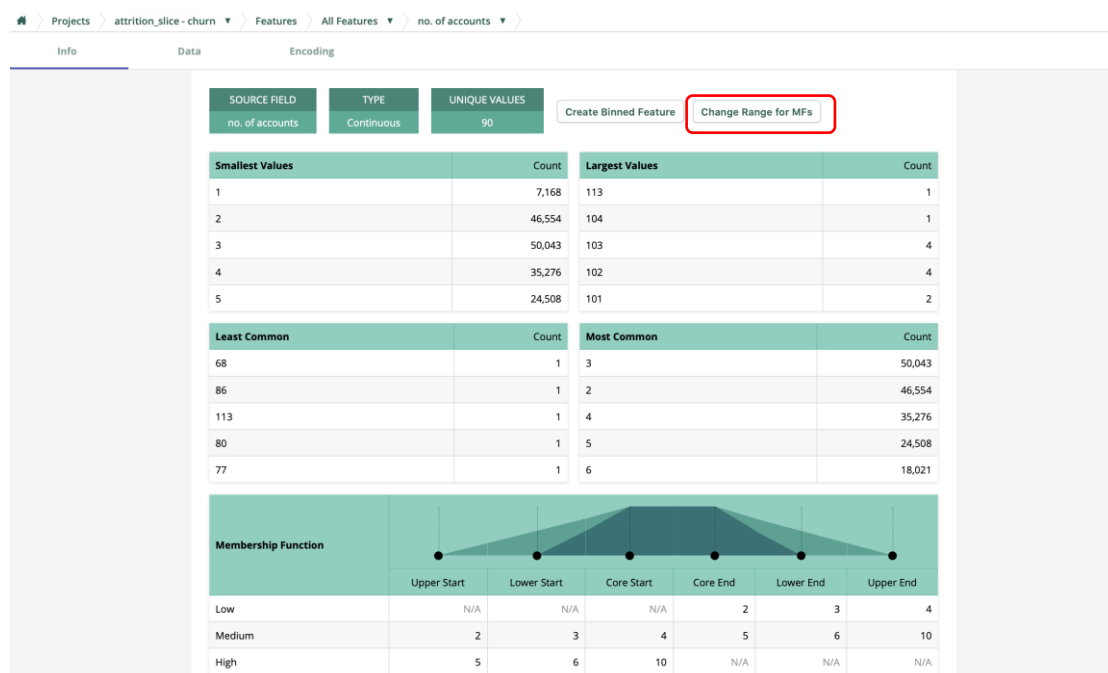 Projects attrition_slice - churn ▼ Features All Features ▼ no. of accounts ▼
Info Data Encoding
SOURCE FIELD TYPE UNIQUE VALUES
no. of accounts Continuous 90
Create Binned Feature Change Range for MFs
Smallest Values Count Largest Values Count
1 7,168 113 1
2 46,554 104 1
3 50,043 103 4
4 35,276 102 4
5 24,508 101 2
Least Common Count Most Common Count
68 1 3 50,043
86 1 2 46,554
113 1 4 35,276
80 1 5 24,508
77 1 6 18,021
Membership Function
Upper Start Lower Start Core Start Core End Lower End Upper End
Low N/A N/A N/A 2 3 4
Medium 2 3 4 5 6 10
High 5 6 10 N/A N/A N/A